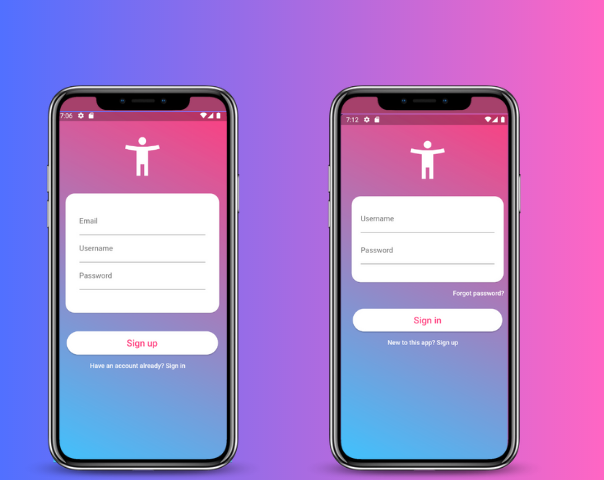 7:06
Email
Username
Password
Sign up
Have an account already? Sign in
7:12
Username
Password
Forgot password?
Sign in
New to this app? Sign up